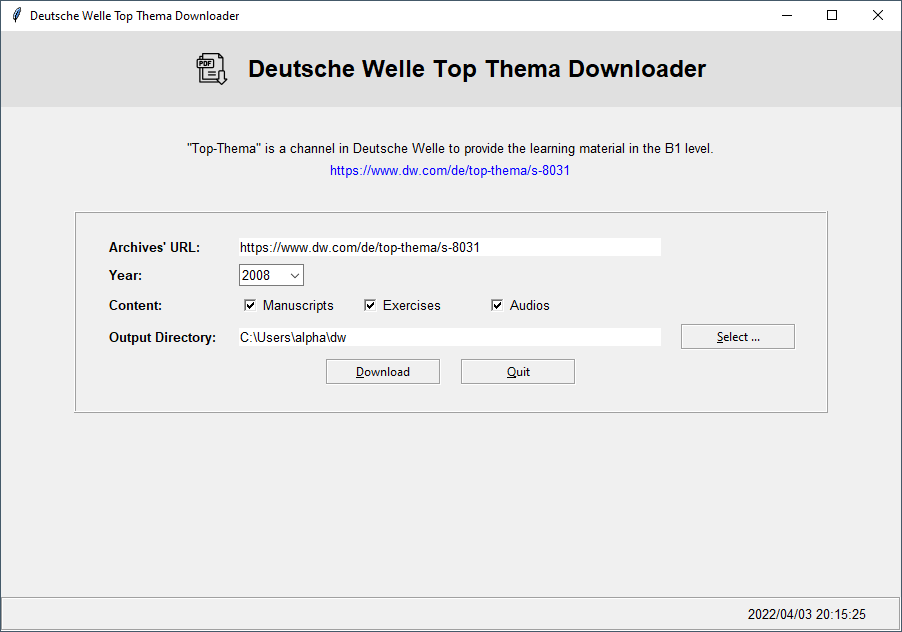 Deutsche Welle Top Thema Downloader
PDF
Deutsche Welle Top Thema Downloader
"Top-Thema" is a channel in Deutsche Welle to provide the learning material in the B1 level.
https://www.dw.com/de/top-thema/s-8031
Archives' URL: https://www.dw.com/de/top-thema/s-8031
Year: 2008
Content: Manuscripts Exercises Audios
Output Directory: C:\Users\alpha\dw Select ...
Download Quit
2022/04/03 20:15:25